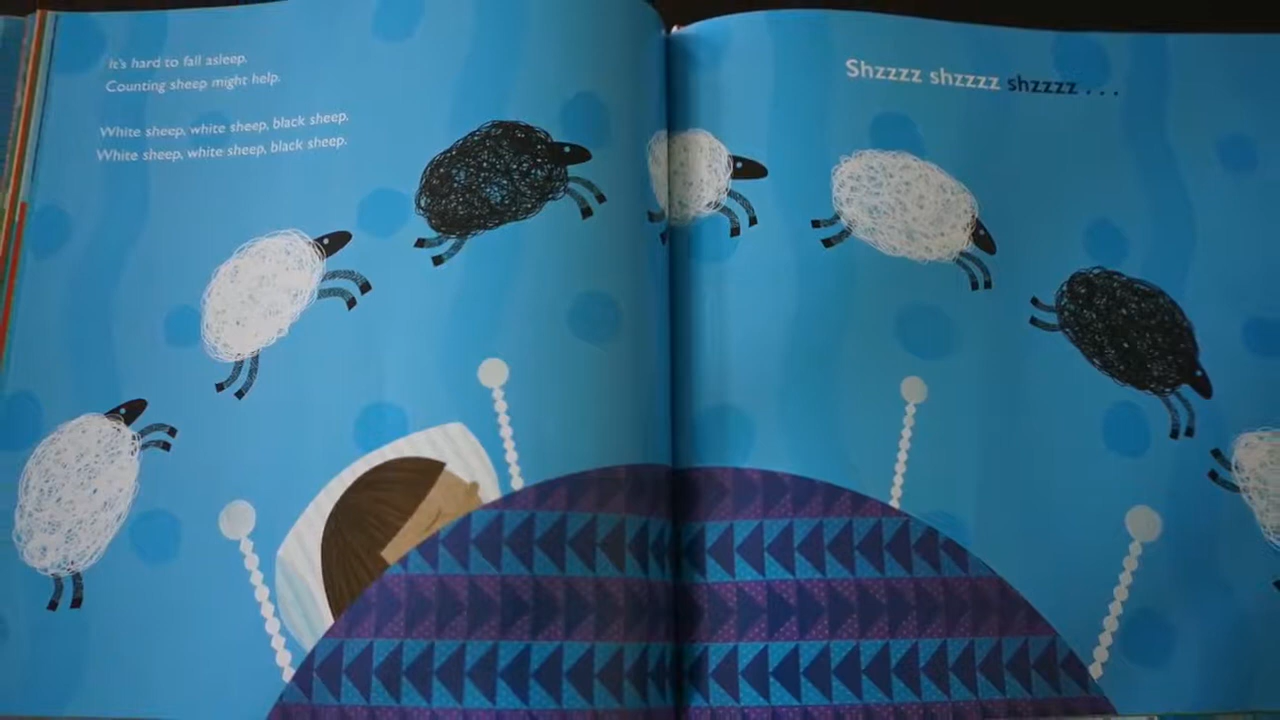 It's hard to fall asleep.
Counting sheep might help.
White sheep, white sheep, black sheep.
White sheep, white sheep, black sheep.
Shzzzz shzzzz shzzzz . . .